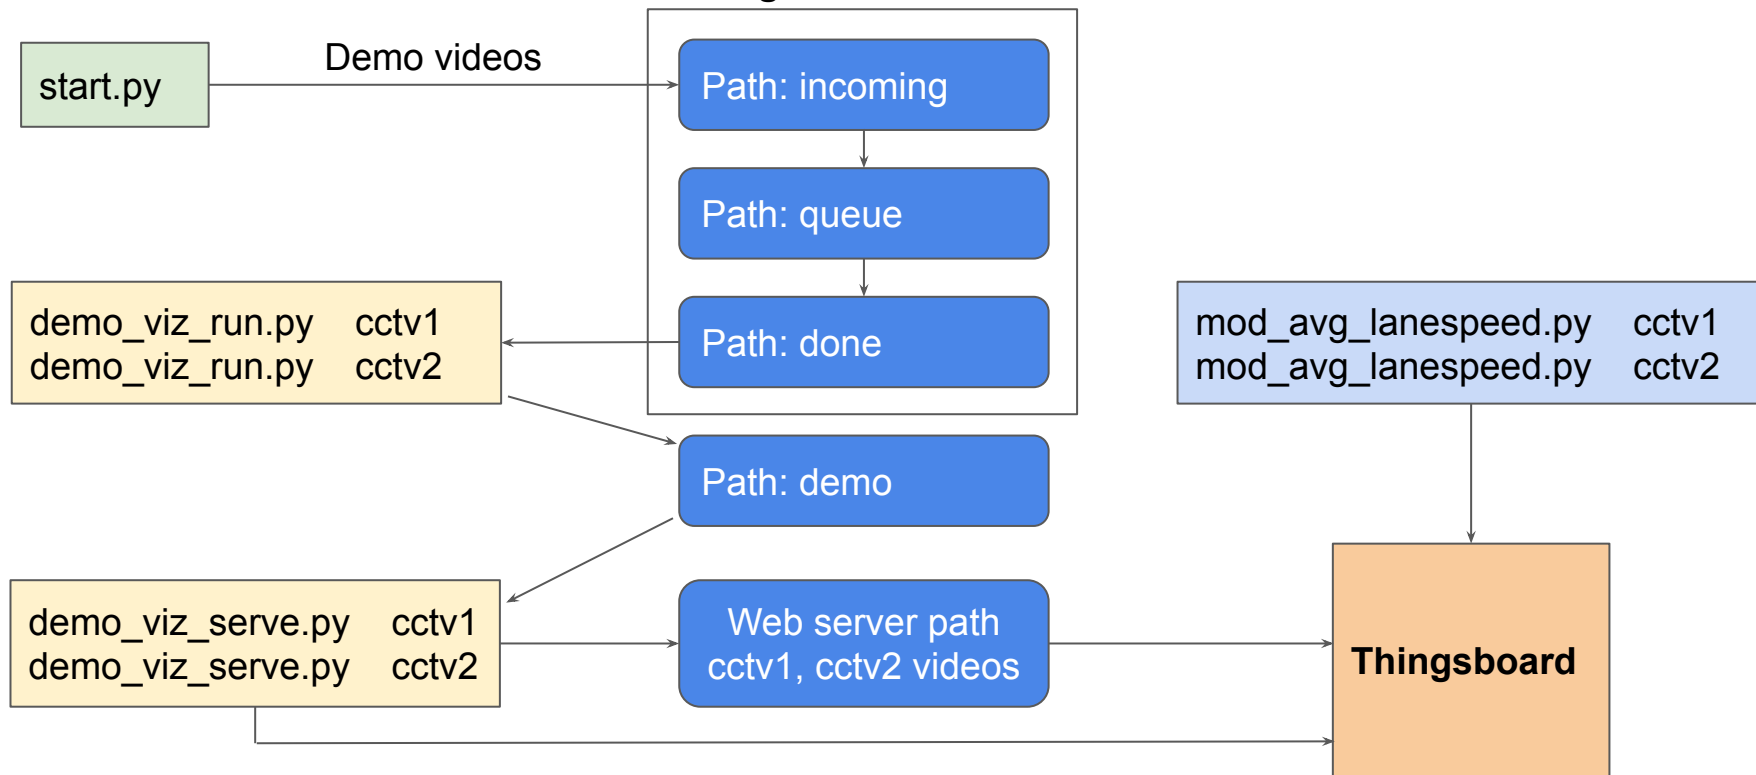 Demo videos
start.py
Path: incoming
Path: queue
demo_viz_run.py cctv1
demo_viz_run.py cctv2
Path: done
mod_avg_lanespeed.py cctv1
mod_avg_lanespeed.py cctv2
Path: demo
demo_viz_serve.py cctv1
demo_viz_serve.py cctv2
Web server path
cctv1, cctv2 videos
Thingsboard